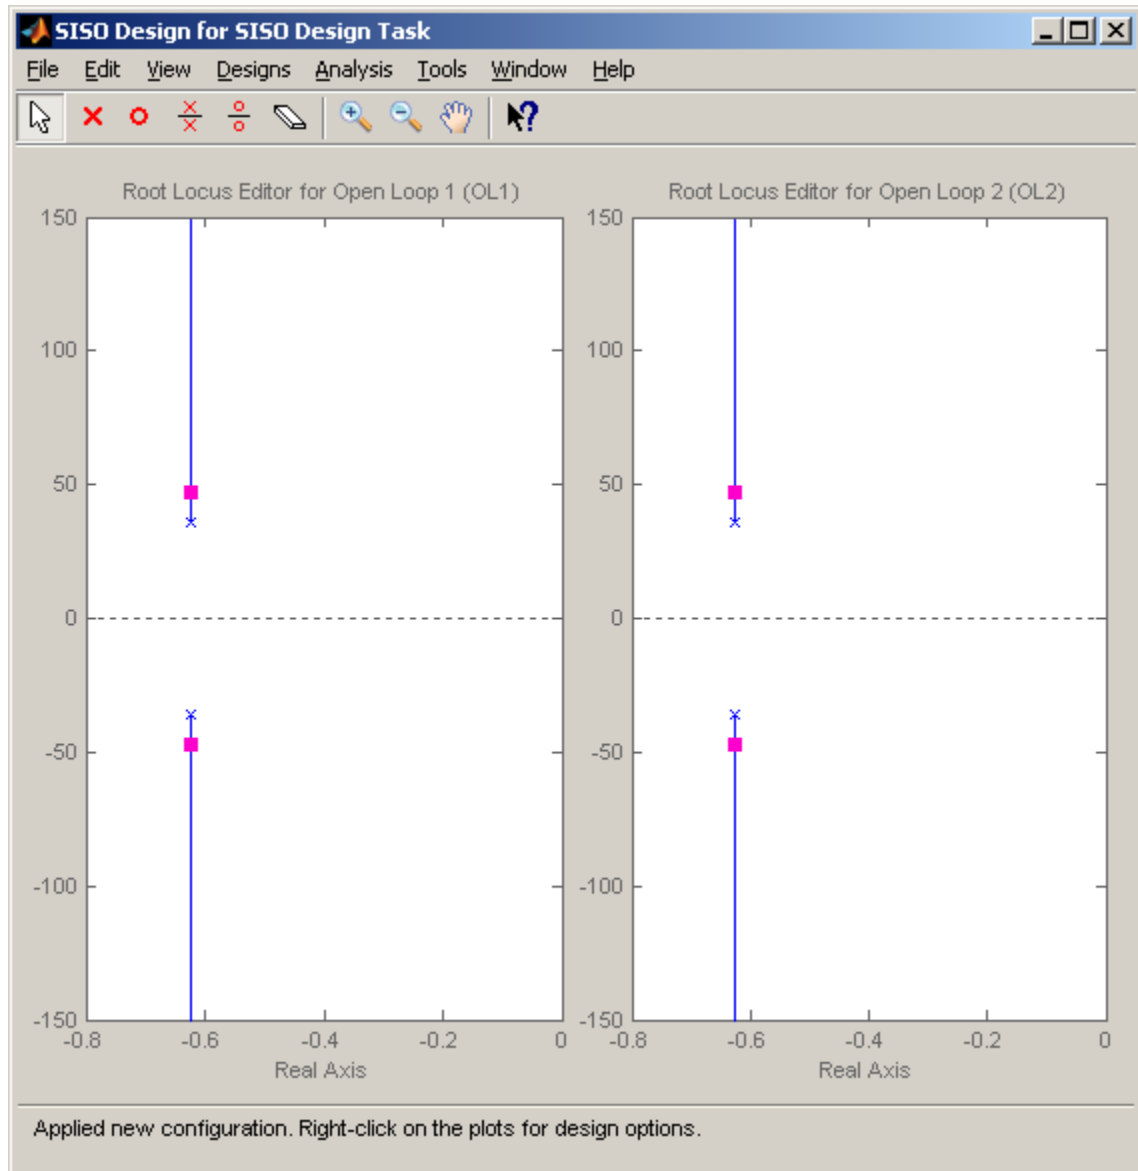 SISO Design for SISO Design Task
File Edit View Designs Analysis Tools Window Help
Root Locus Editor for Open Loop 1 (OL1)
150
100
50
0
-50
-100
-150
-0.8 -0.6 -0.4 -0.2 0
Real Axis
Root Locus Editor for Open Loop 2 (OL2)
150
100
50
0
-50
-100
-150
-0.8 -0.6 -0.4 -0.2 0
Real Axis
Applied new configuration. Right-click on the plots for design options.